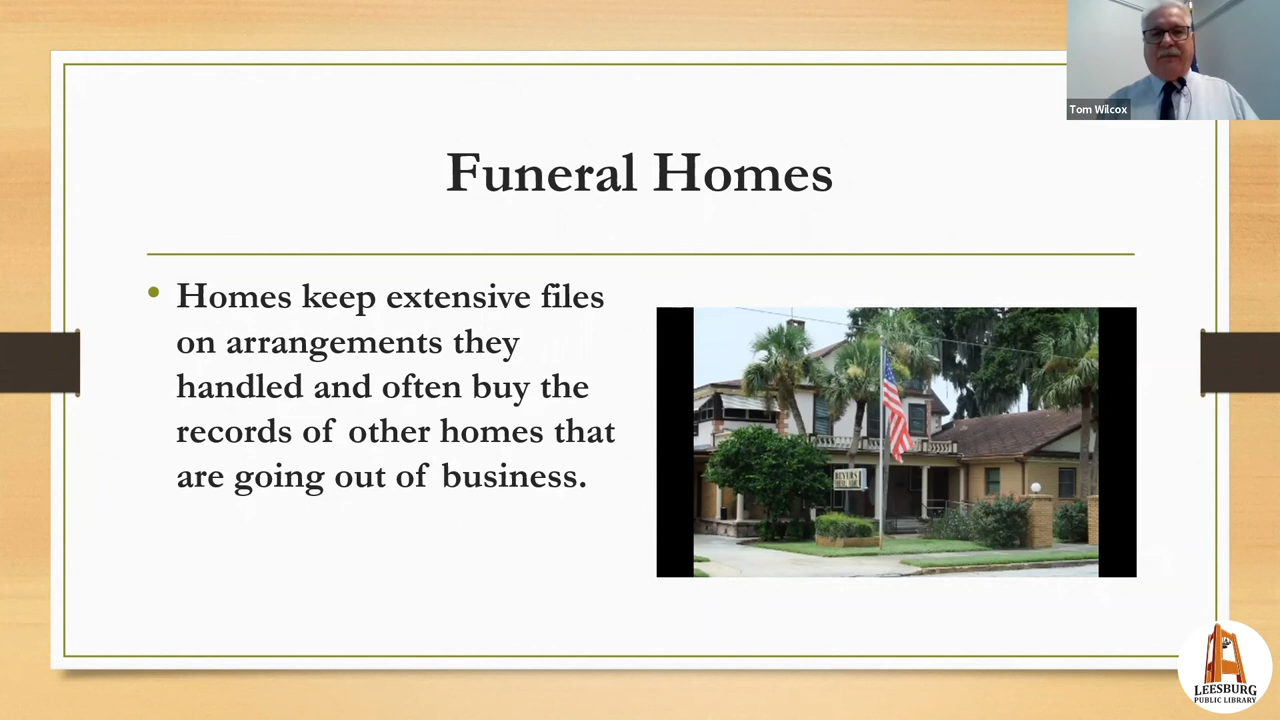 Tom Wilcox
Funeral Homes
• Homes keep extensive files
on arrangements they
handled and often buy the
records of other homes that
are going out of business.
BEYERS
LEESBURG
PUBLIC LIBRARY